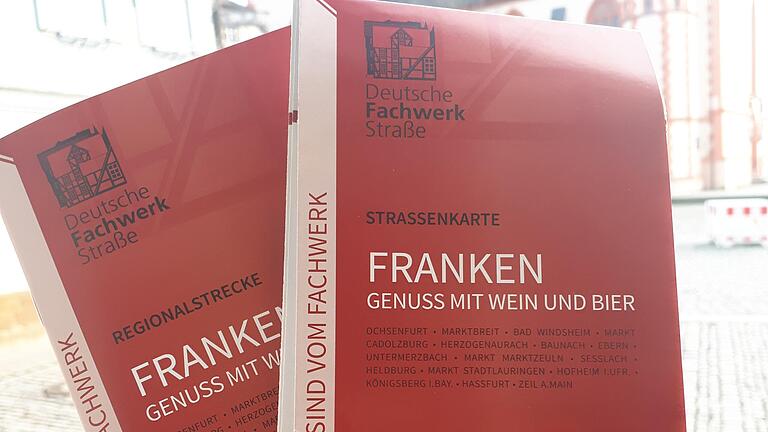 Deutsche
Fachwerk
Straße
REGIONALSTRECKE
FRANKEN
GENUSS MIT
MARKTBREIT
HERZOGENAURACH
FACHWERK
Deutsche
Fachwerk
Straße
STRASSENKARTE
FRANKEN
GENUSS MIT WEIN UND BIER
OCHSENFURT • MARKTBREIT • BAD WINDSHEIM • MARKT
CADOLZBURG • HERZOGENAURACH • BAUNACH • EBERN •
UNTERMERZBACH • MARKT MARKTZEULN • SESSLACH •
HELDBURG • MARKT STADTLAURINGEN • HOFHEIM I.UFR. •
KÖNIGSBERG I.BAY. • HASSFURT • ZEIL A.MAIN
SIND VOM FACHWERK